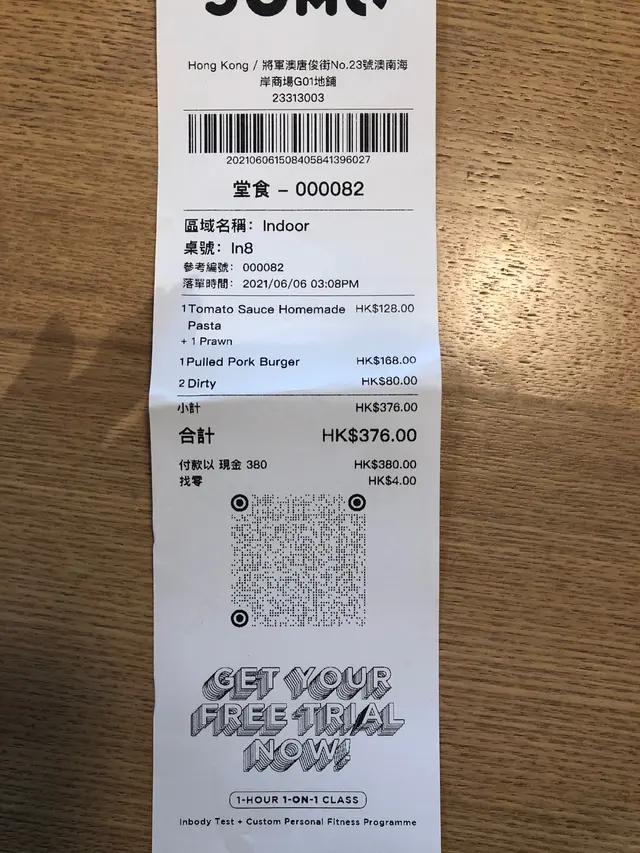 Hong Kong / 將軍澳唐俊街No.23號澳南海
岸商場G01地鋪
23313003
2021060615084058413960​27
堂食 – 000082
區域名稱: Indoor
桌號: In8
參考編號: 000082
落單時間: 2021/06/06 03:08PM
1 Tomato Sauce Homemade HK$128.00
Pasta
+ 1 Prawn
1 Pulled Pork Burger HK$168.00
2 Dirty HK$80.00
小計 HK$376.00
合計 HK$376.00
付款以 現金 380 HK$380.00
找零 HK$4.00
GET YOUR
FREE TRIAL
NOW!
1-HOUR 1-ON-1 CLASS
Inbody Test + Custom Personal Fitness Programme